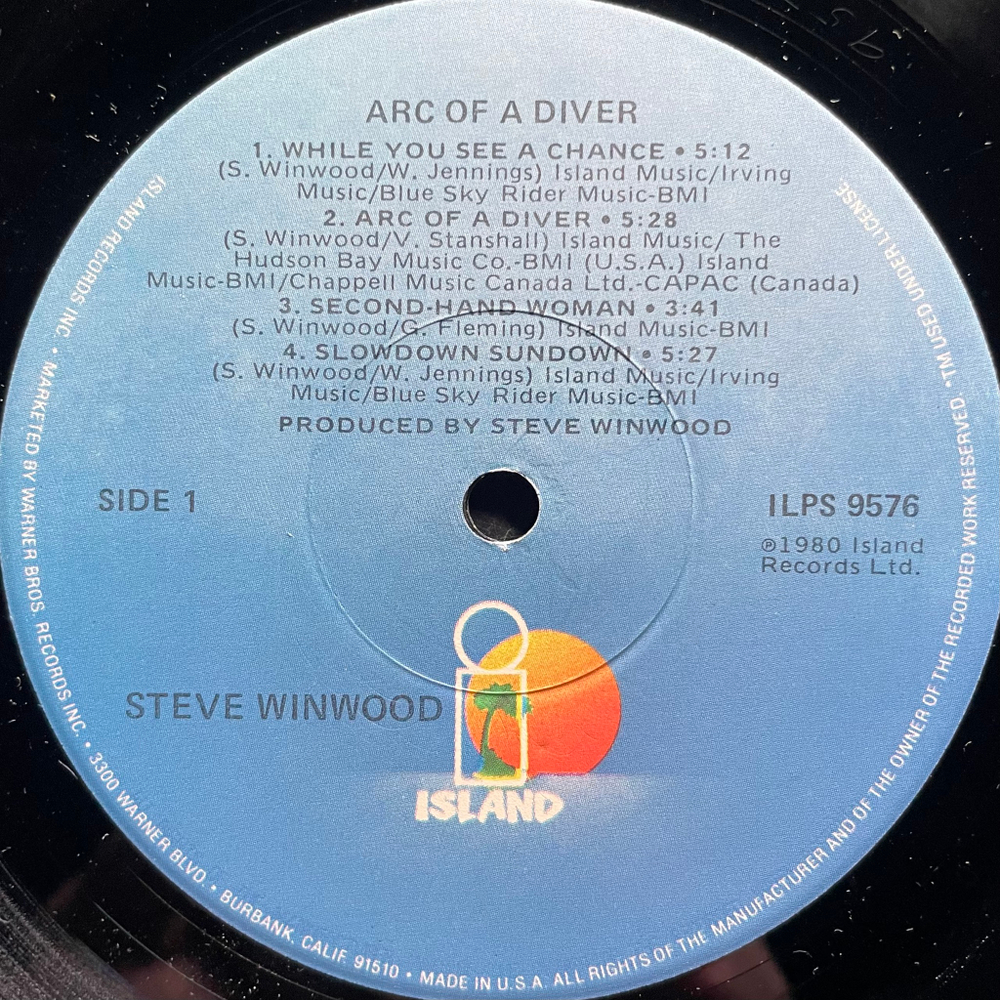 ARC OF A DIVER
1. WHILE YOU SEE A CHANCE • 5:12
(S. Winwood/W. Jennings) Island Music/Irving
Music/Blue Sky Rider Music-BMI
2. ARC OF A DIVER • 5:28
(S. Winwood/V. Stanshall) Island Music/ The
Hudson Bay Music Co.-BMI (U.S.A.) Island
Music-BMI/Chappell Music Canada Ltd.-CAPAC (Canada)
3. SECOND-HAND WOMAN • 3:41
(S. Winwood/G. Fleming) Island Music-BMI
4. SLOWDOWN SUNDOWN • 5:27
(S. Winwood/W. Jennings) Island Music/Irving
Music/Blue Sky Rider Music-BMI
PRODUCED BY STEVE WINWOOD
SIDE 1
ILPS 9576
℗1980 Island
Records Ltd.
STEVE WINWOOD
ISLAND
ISLAND RECORDS INC. • MARKETED BY WARNER BROS. RECORDS INC. • 3300 WARNER BLVD. • BURBANK, CALIF. 91510 • MADE IN U.S.A. ALL RIGHTS OF THE MANUFACTURER AND OF THE OWNER OF THE RECORDED WORK RESERVED. • TM USED UNDER LICENSE